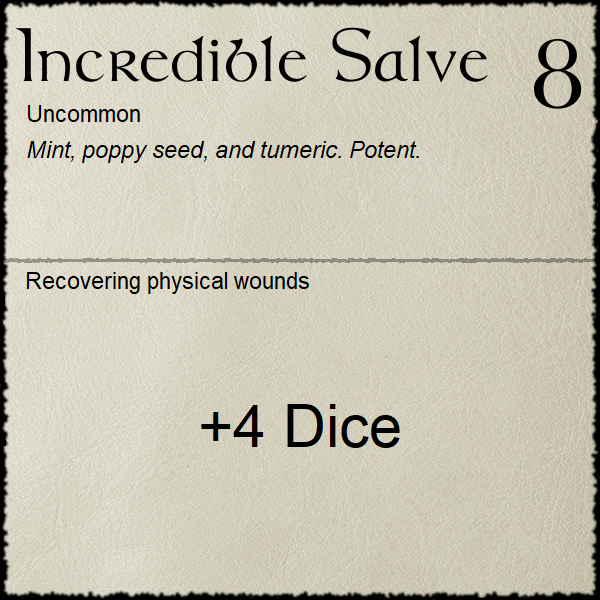 Incredible Salve
8
Uncommon
Mint, poppy seed, and tumeric. Potent.
Recovering physical wounds
+4 Dice